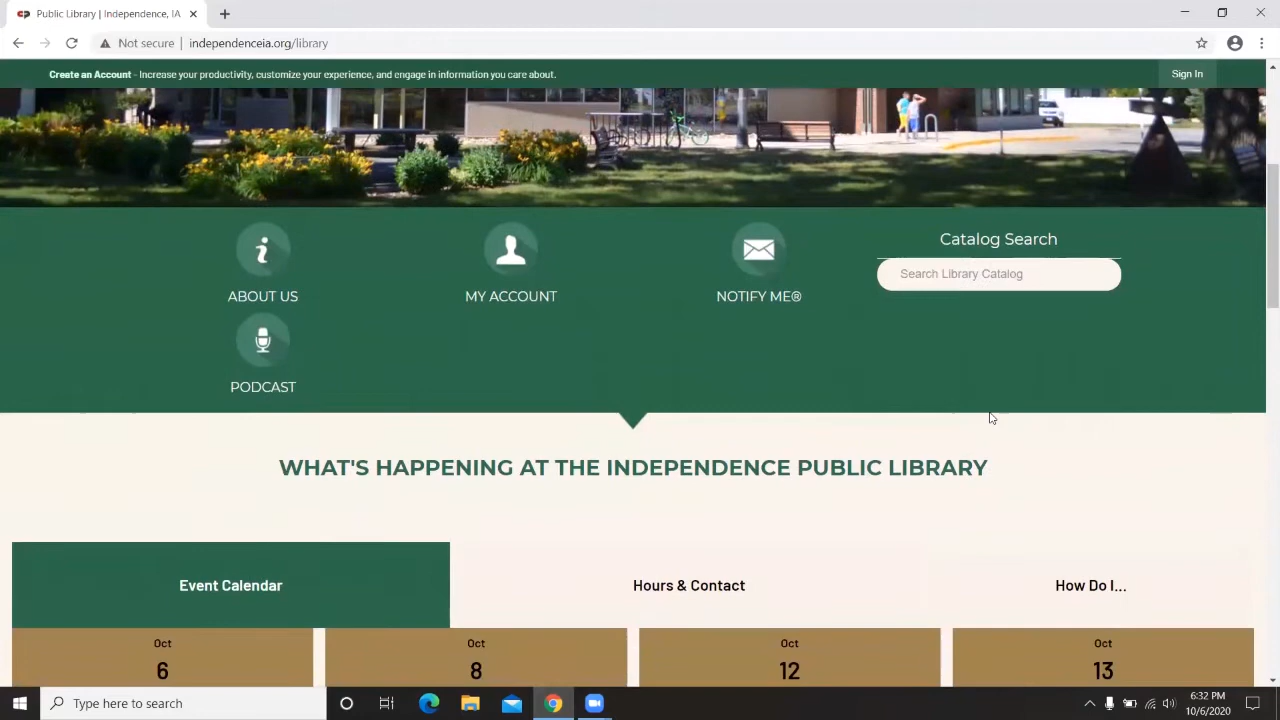 Public Library | Independence, IA
Not secure | independenceia.org/library
Create an Account - Increase your productivity, customize your experience, and engage in information you care about.
Sign In
ABOUT US
MY ACCOUNT
NOTIFY ME®
Catalog Search
Search Library Catalog
PODCAST
WHAT'S HAPPENING AT THE INDEPENDENCE PUBLIC LIBRARY
Event Calendar
Hours & Contact
How Do I...
Oct
6
Oct
8
Oct
12
Oct
13
Type here to search
6:32 PM
10/6/2020